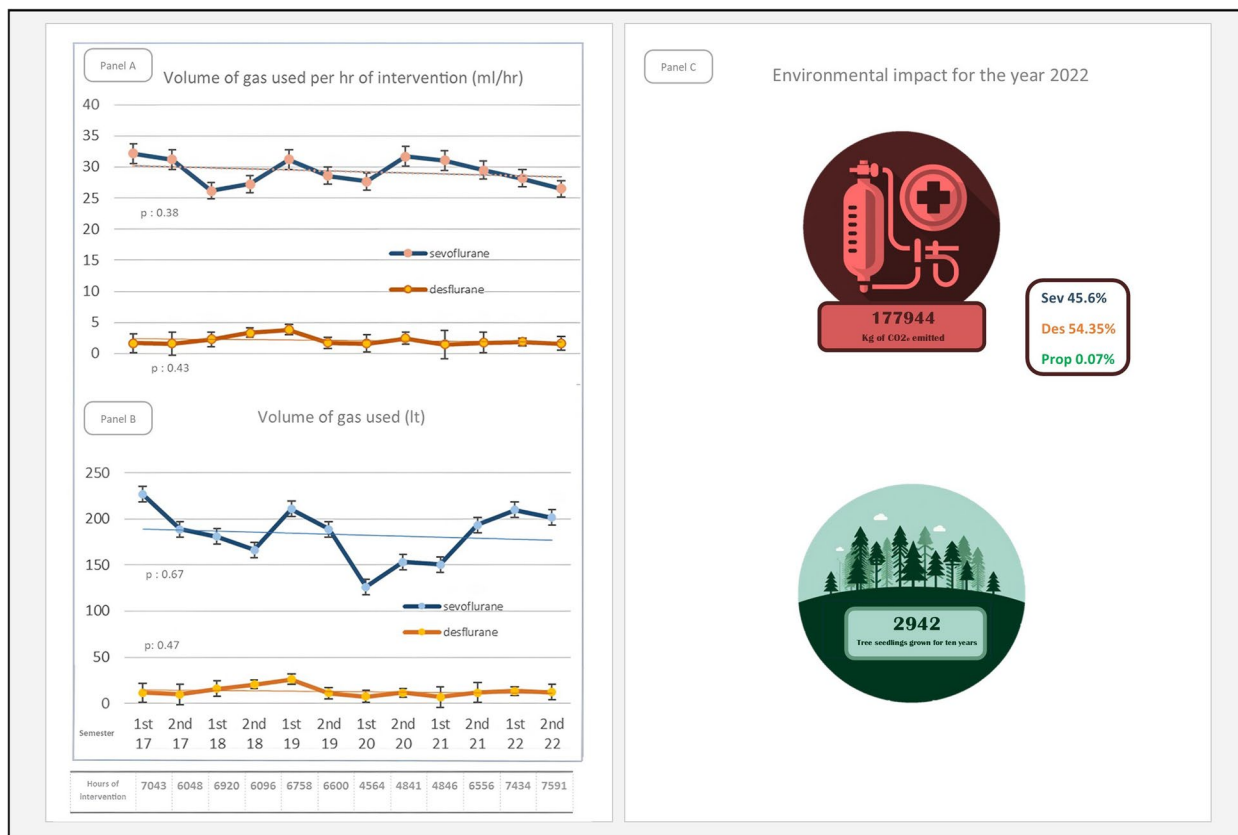 Panel A
Volume of gas used per hr of intervention (ml/hr)
40
35
30
25
20
15
10
5
0
p : 0.38
sevoflurane
desflurane
p : 0.43
Panel B
Volume of gas used (lt)
250
200
150
100
50
0
p : 0.67
sevoflurane
desflurane
p: 0.47
Semester
1st 2nd 1st 2nd 1st 2nd 1st 2nd 1st 2nd 1st 2nd
17 17 18 18 19 19 20 20 21 21 22 22
Hours of
intervention
7043 6048 6920 6096 6758 6600 4564 4841 4846 6556 7434 7591
Panel C
Environmental impact for the year 2022
177944
Kg of CO2ₑ emitted
Sev 45.6%
Des 54.35%
Prop 0.07%
2942
Tree seedlings grown for ten years